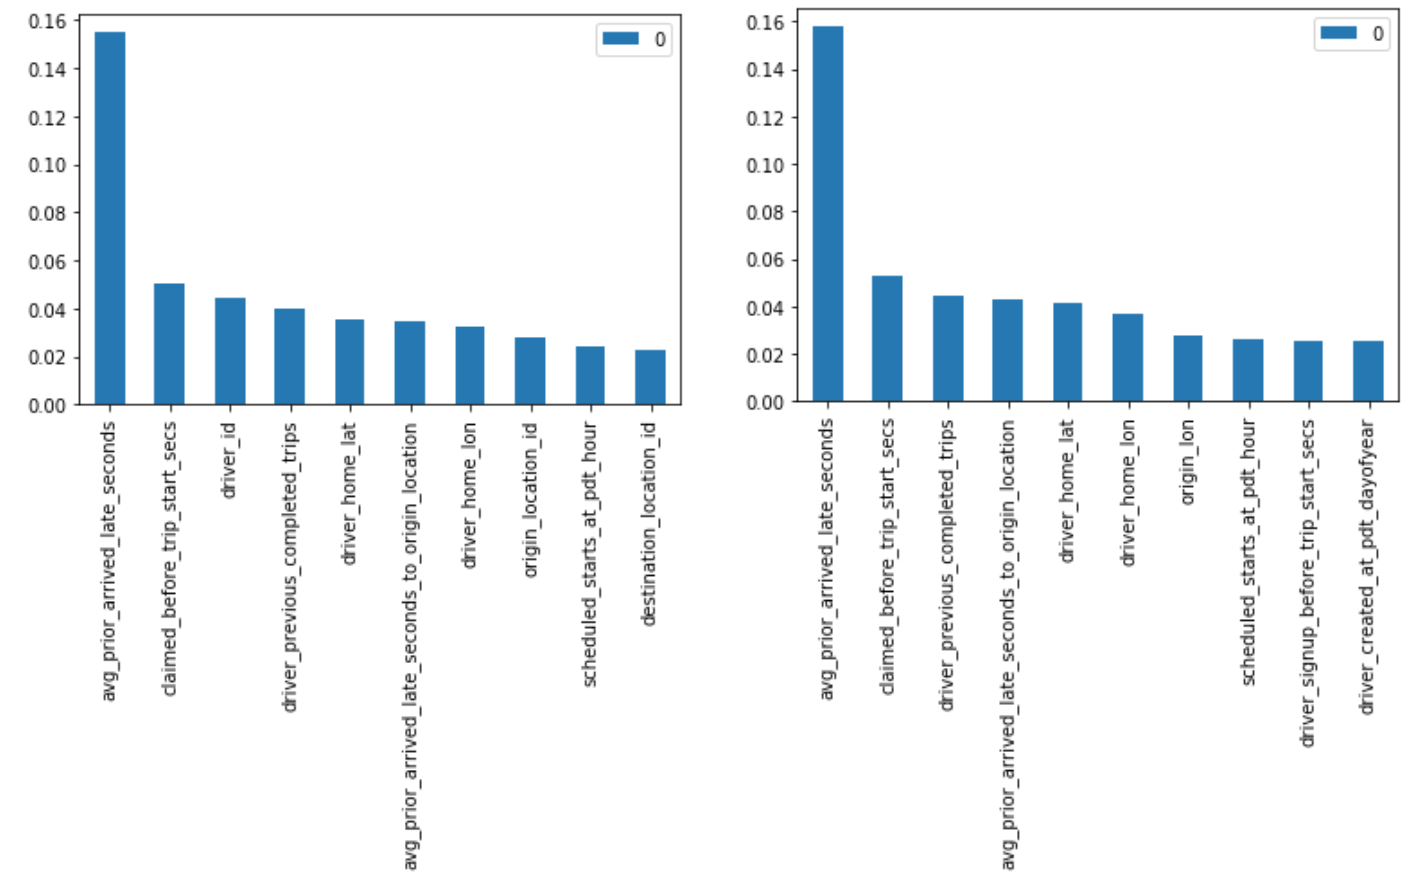 0.16
0.14
0.12
0.10
0.08
0.06
0.04
0.02
0.00
0
avg_prior_arrived_late_seconds
claimed_before_trip_start_secs
driver_id
driver_previous_completed_trips
driver_home_lat
avg_prior_arrived_late_seconds_to_origin_location
driver_home_lon
origin_location_id
scheduled_starts_at_pdt_hour
destination_location_id
0.16
0.14
0.12
0.10
0.08
0.06
0.04
0.02
0.00
0
avg_prior_arrived_late_seconds
claimed_before_trip_start_secs
driver_previous_completed_trips
avg_prior_arrived_late_seconds_to_origin_location
driver_home_lat
driver_home_lon
origin_lon
scheduled_starts_at_pdt_hour
driver_signup_before_trip_start_secs
driver_created_at_pdt_dayofyear